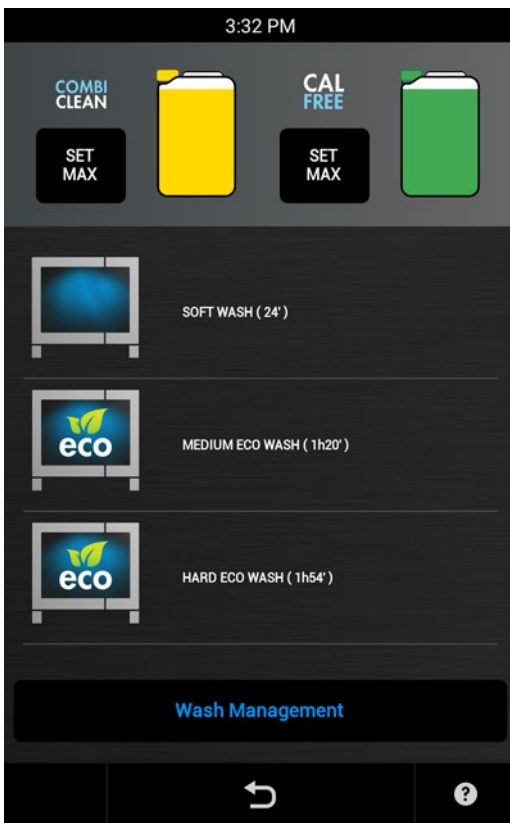 3:32 PM
COMBI
CLEAN
SET
MAX
CAL
FREE
SET
MAX
SOFT WASH ( 24' )
eco
MEDIUM ECO WASH ( 1h20' )
eco
HARD ECO WASH ( 1h54' )
Wash Management
?